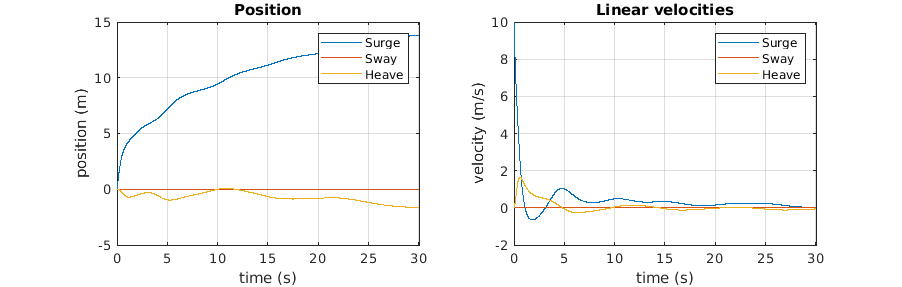 Position
15
10
5
0
-5
0 5 10 15 20 25 30
position (m)
time (s)
Surge
Sway
Heave
Linear velocities
10
8
6
4
2
0
-2
0 5 10 15 20 25 30
velocity (m/s)
time (s)
Surge
Sway
Heave